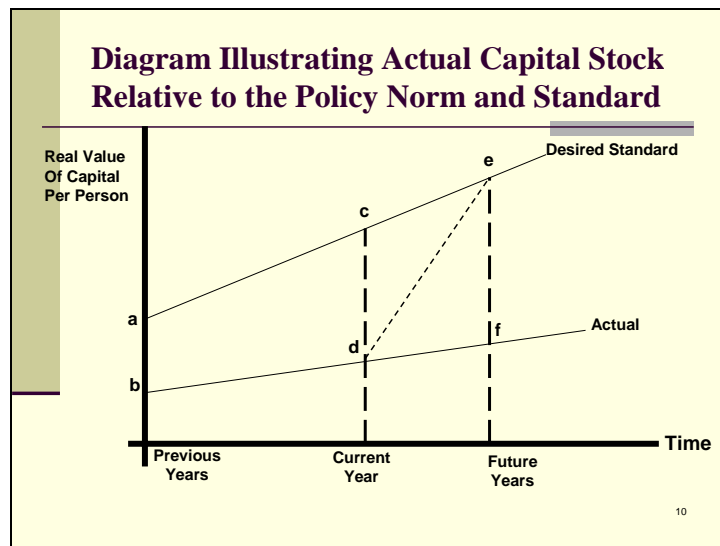 Diagram Illustrating Actual Capital Stock
Relative to the Policy Norm and Standard
Real Value
Of Capital
Per Person
Desired Standard
e
c
a
f
Actual
d
b
Time
Previous
Years
Current
Year
Future
Years
10